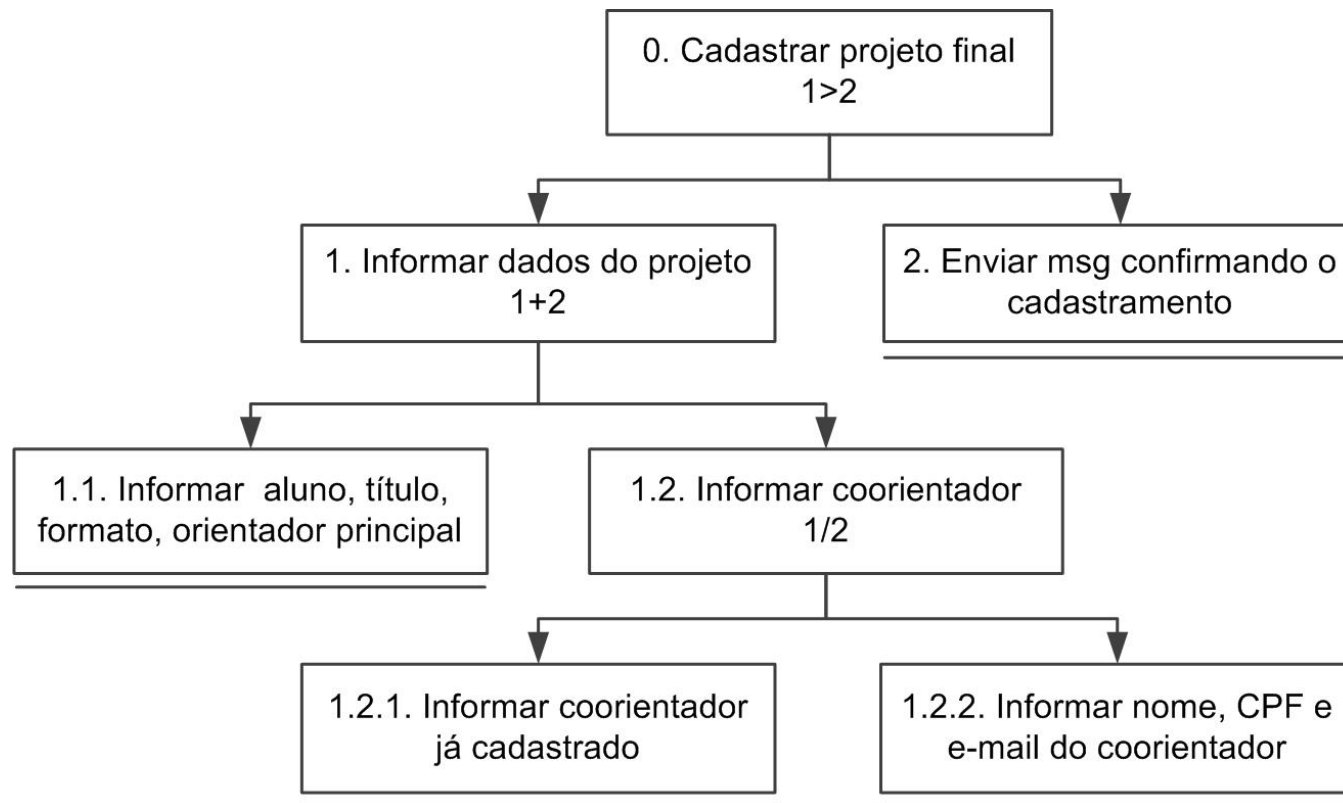 0. Cadastrar projeto final
1>2
1. Informar dados do projeto
1+2
2. Enviar msg confirmando o
cadastramento
1.1. Informar aluno, título,
formato, orientador principal
1.2. Informar coorientador
1/2
1.2.1. Informar coorientador
já cadastrado
1.2.2. Informar nome, CPF e
e-mail do coorientador